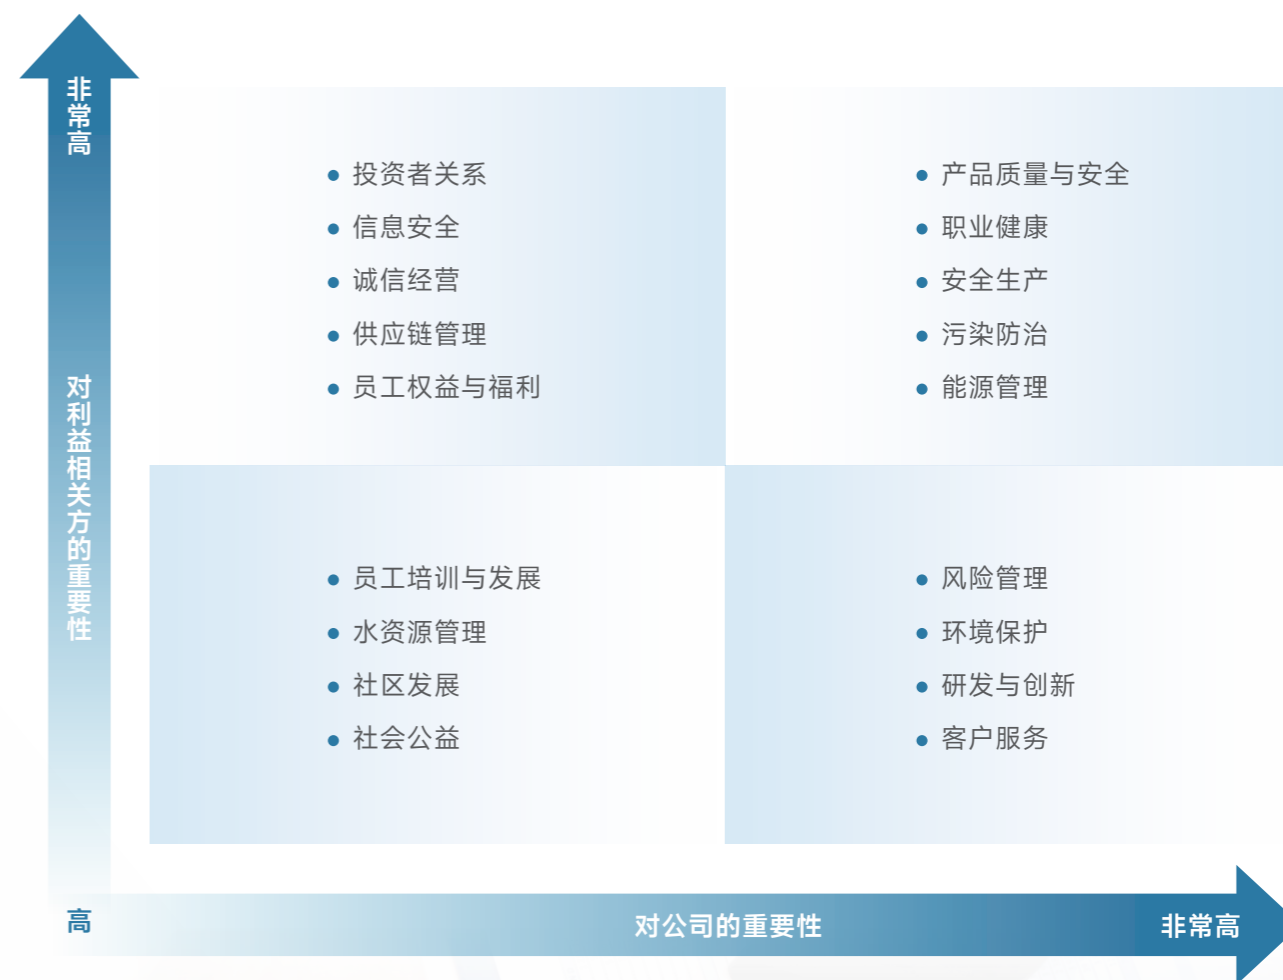 非常高
对利益相关方的重要性
投资者关系
信息安全
诚信经营
供应链管理
员工权益与福利
产品质量与安全
职业健康
安全生产
污染防治
能源管理
员工培训与发展
水资源管理
社区发展
社会公益
风险管理
环境保护
研发与创新
客户服务
高
对公司的重要性
非常高